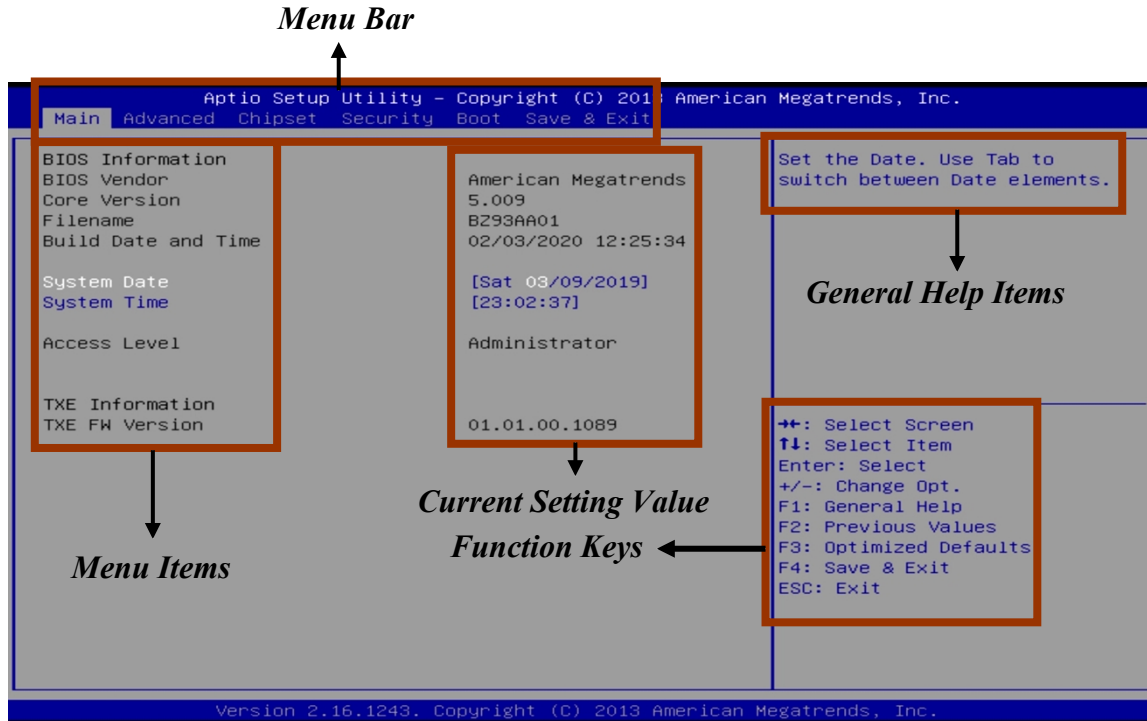 Menu Bar
Aptio Setup Utility – Copyright (C) 2013 American Megatrends, Inc.
Main Advanced Chipset Security Boot Save & Exit
BIOS Information
BIOS Vendor American Megatrends
Core Version 5.009
Filename BZ93AA01
Build Date and Time 02/03/2020 12:25:34
System Date [Sat 03/09/2019]
System Time [23:02:37]
Access Level Administrator
TXE Information
TXE FW Version 01.01.00.1089
Set the Date. Use Tab to
switch between Date elements.
General Help Items
→←: Select Screen
↑↓: Select Item
Enter: Select
+/-: Change Opt.
F1: General Help
F2: Previous Values
F3: Optimized Defaults
F4: Save & Exit
ESC: Exit
Current Setting Value
Function Keys
Menu Items
Version 2.16.1243. Copyright (C) 2013 American Megatrends, Inc.